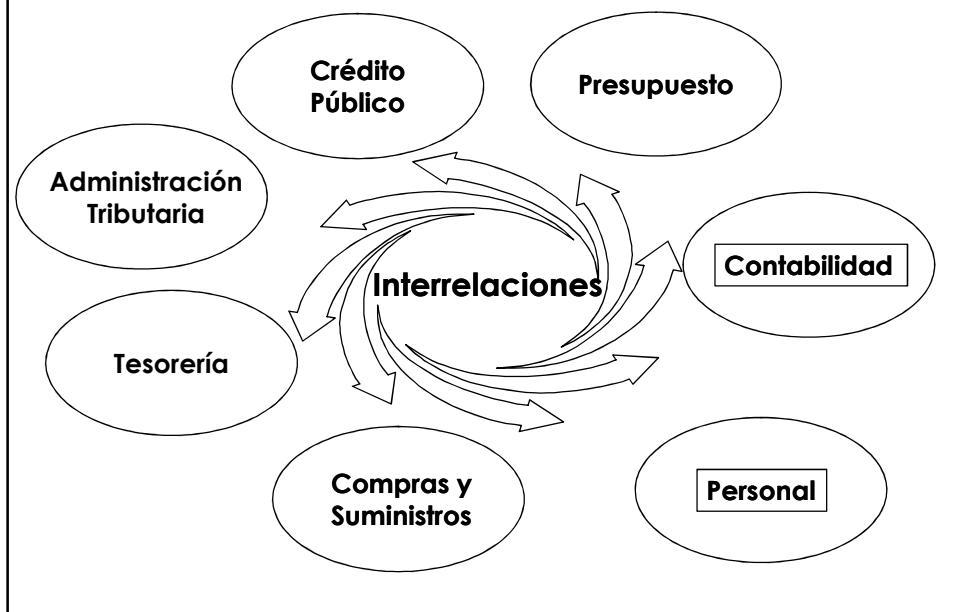 Crédito
Público
Presupuesto
Administración
Tributaria
Contabilidad
Interrelaciones
Tesorería
Compras y
Suministros
Personal